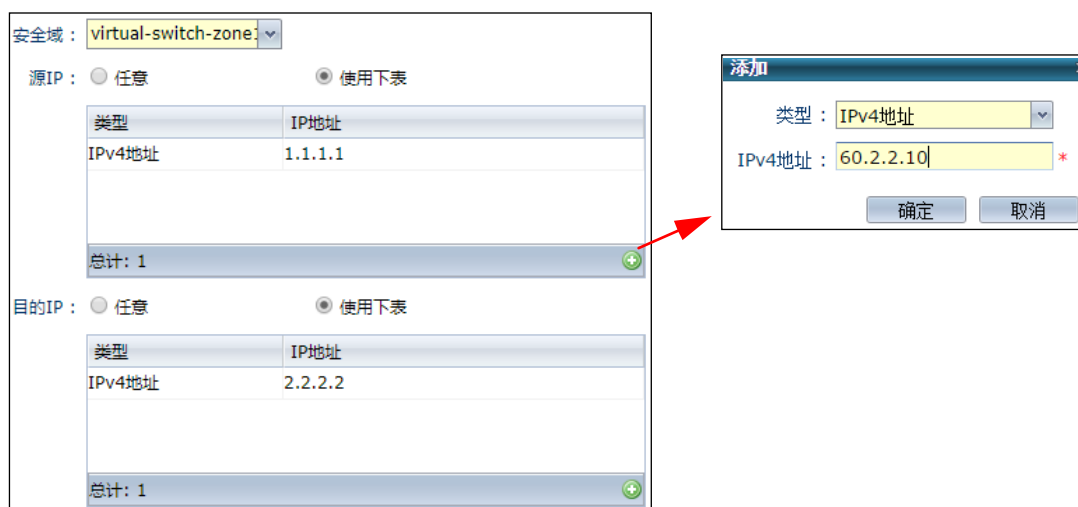 安全域： virtual-switch-zone1
源IP： 任意 使用下表
类型 IP地址
IPv4地址 1.1.1.1
总计: 1
目的IP： 任意 使用下表
类型 IP地址
IPv4地址 2.2.2.2
总计: 1
添加
类型： IPv4地址
IPv4地址： 60.2.2.10 *
确定 取消